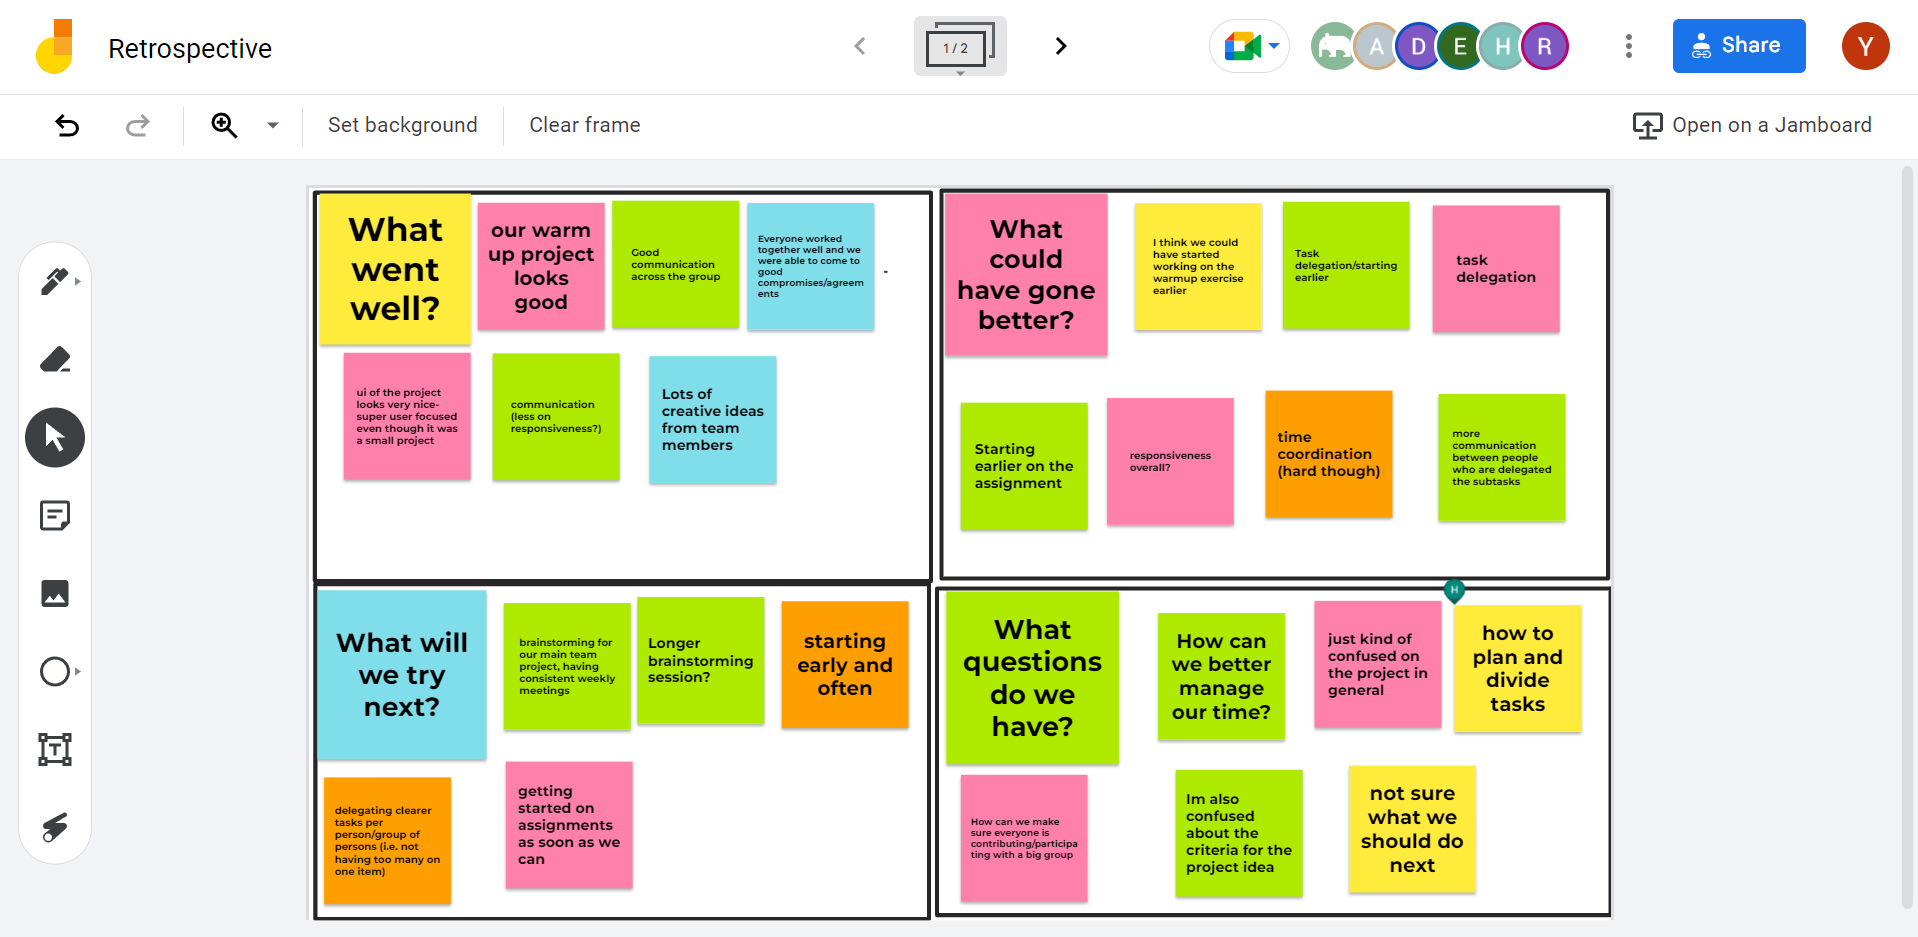 Retrospective
1 / 2
A
D
E
H
R
Share
Y
Set background
Clear frame
Open on a Jamboard
What
went
well?
our warm
up project
looks
good
Good
communication
across the group
Everyone worked
together well and we
were able to come to
good
compromises/agreem
ents
-
ui of the project
looks very nice-
super user focused
even though it was
a small project
communication
(less on
responsiveness?)
Lots of
creative ideas
from team
members
What
could
have gone
better?
I think we could
have started
working on the
warmup exercise
earlier
Task
delegation/starting
earlier
task
delegation
Starting
earlier on the
assignment
responsiveness
overall?
time
coordination
(hard though)
more
communication
between people
who are delegated
the subtasks
What will
we try
next?
brainstorming for
our main team
project, having
consistent weekly
meetings
Longer
brainstorming
session?
starting
early and
often
delegating clearer
tasks per
person/group of
persons (i.e. not
having too many on
one item)
getting
started on
assignments
as soon as we
can
What
questions
do we
have?
How can
we better
manage
our time?
just kind of
confused on
the project in
general
H
how to
plan and
divide
tasks
How can we make
sure everyone is
contributing/participa
ting with a big group
Im also
confused
about the
criteria for the
project idea
not sure
what we
should do
next
T